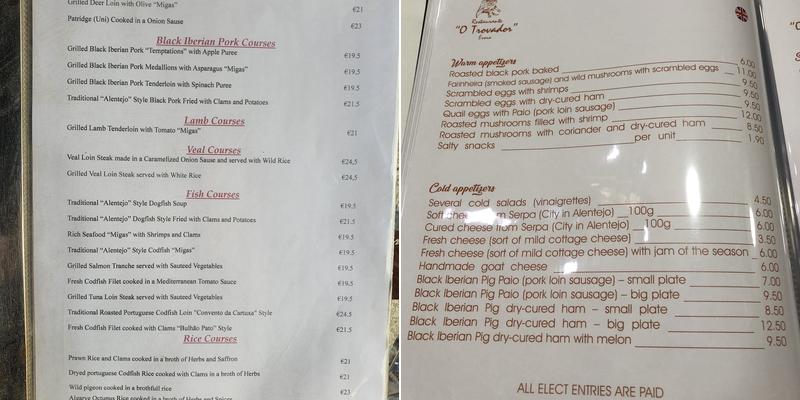 Grilled Deer Loin with Olive "Migas" €21
Patridge (Uni) Cooked in a Onion Sause €23
Black Iberian Pork Courses
Grilled Black Iberian Pork "Temptations" with Apple Puree €19.5
Grilled Black Iberian Pork Medallions with Asparagus "Migas" €19.5
Grilled Black Iberian Pork Tenderloin with Spinach Puree €19.5
Traditional "Alentejo" Style Black Pork Fried with Clams and Potatoes €21.5
Lamb Courses
Grilled Lamb Tenderloin with Tomato "Migas" €21
Veal Courses
Veal Loin Steak made in a Caramelized Onion Sause and served with Wild Rice €24,5
Grilled Veal Loin Steak served with White Rice €24,5
Fish Courses
Traditional "Alentejo" Style Dogfish Soup €19.5
Traditional "Alentejo" Dogfish Style Fried with Clams and Potatoes €21.5
Rich Seafood "Migas" with Shrimps and Clams €19.5
Traditional "Alentejo" Style Codfish "Migas" €19.5
Grilled Salmon Tranche served with Sauteed Vegetables €19.5
Fresh Codfish Filet cooked in a Mediterranean Tomato Sauce €19.5
Grilled Tuna Loin Steak served with Sauteed Vegetables €19.5
Traditional Roasted Portuguese Codfish Loin "Convento da Cartuxa" Style €24.5
Fresh Codfish Filet cooked with Clams "Bulhão Pato" Style €21.5
Rice Courses
Prawn Rice and Clams cooked in a broth of Herbs and Saffron €21
Dryed portuguese Codfish Rice cooked with Clams in a broth of Herbs €21
Wild pigeon cooked in a brothfull rice €23
Algarve Octupus Rice cooked in a broth of Herbs and Spices
Restaurante
"O Trovador"
Évora
Warm appetizers
Roasted black pork baked 6.00
Farinheira (smoked sausage) and wild mushrooms with scrambled eggs 11.00
Scrambled eggs with shrimps 9.50
Scrambled eggs with dry-cured ham 9.50
Quail eggs with Paio (pork loin sausage) 9.50
Roasted mushrooms filled with shrimp 12.00
Roasted mushrooms with coriander and dry-cured ham 8.50
Salty snacks per unit 1.90
Cold appetizers
Several cold salads (vinaigrettes) 4.50
Soft Serpa (City in Alentejo) 100g 6.00
Cured cheese from Serpa (City in Alentejo) 100g 6.00
Fresh cheese (sort of mild cottage cheese) 3.50
Fresh cheese (sort of mild cottage cheese) with jam of the season 6.00
Handmade goat cheese 6.00
Black Iberian Pig Paio (pork loin sausage) – small plate 7.00
Black Iberian Pig Paio (pork loin sausage) – big plate 9.50
Black Iberian Pig dry-cured ham – small plate 8.50
Black Iberian Pig dry-cured ham – big plate 12.50
Black Iberian Pig dry-cured ham with melon 9.50
ALL ELECT ENTRIES ARE PAID